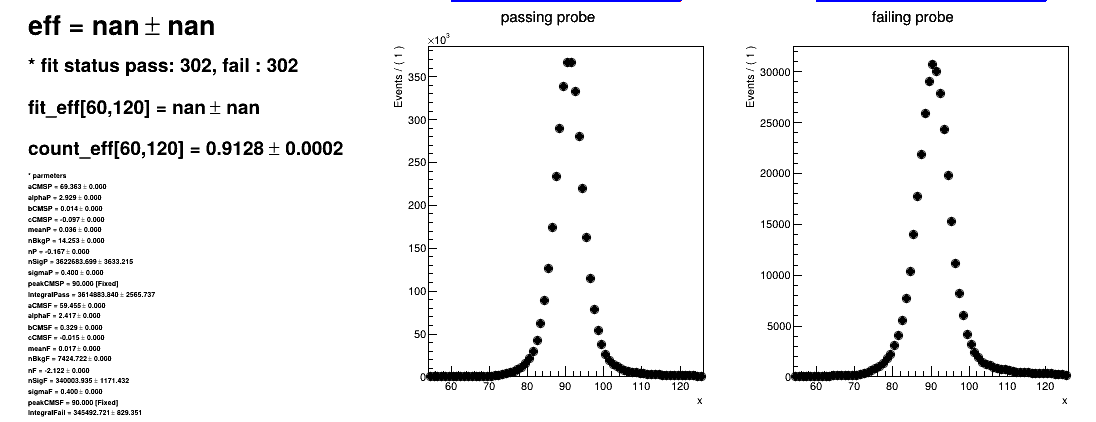 eff = nan ± nan
* fit status pass: 302, fail : 302
fit_eff[60,120] = nan ± nan
count_eff[60,120] = 0.9128 ± 0.0002
* parmeters
aCMSP = 69.363 ± 0.000
alphaP = 2.929 ± 0.000
bCMSP = 0.014 ± 0.000
cCMSP = -0.097 ± 0.000
meanP = 0.036 ± 0.000
nBkgP = 14.253 ± 0.000
nP = -0.167 ± 0.000
nSigP = 3622683.699 ± 3633.215
sigmaP = 0.400 ± 0.000
peakCMSP = 90.000 [Fixed]
IntegralPass = 3614883.840 ± 2565.737
aCMSF = 59.455 ± 0.000
alphaF = 2.417 ± 0.000
bCMSF = 0.329 ± 0.000
cCMSF = -0.015 ± 0.000
meanF = 0.017 ± 0.000
nBkgF = 7424.722 ± 0.000
nF = -2.122 ± 0.000
nSigF = 340003.935 ± 1171.432
sigmaF = 0.400 ± 0.000
peakCMSF = 90.000 [Fixed]
IntegralFail = 345492.721 ± 829.351
passing probe
×10³
Events / ( 1 )
350
300
250
200
150
100
50
0
60 70 80 90 100 110 120
x
failing probe
Events / ( 1 )
30000
25000
20000
15000
10000
5000
0
60 70 80 90 100 110 120
x